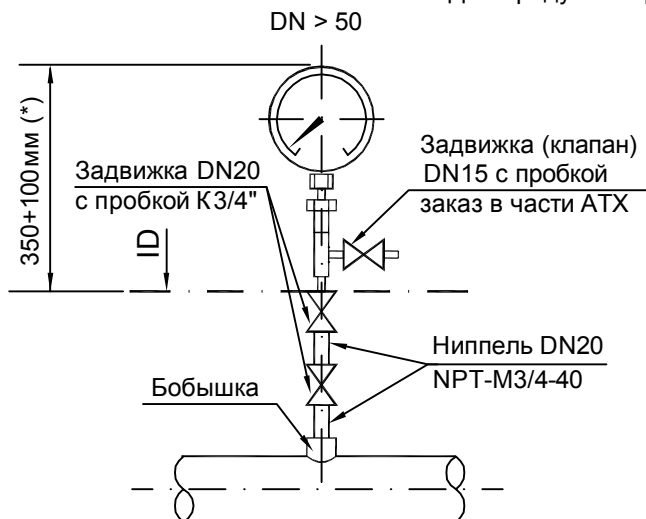 DN > 50
350+100мм (*)
Задвижка DN20
с пробкой К3/4"
Задвижка (клапан)
DN15 с пробкой
заказ в части АТХ
ID
Ниппель DN20
NPT-М3/4-40
Бобышка